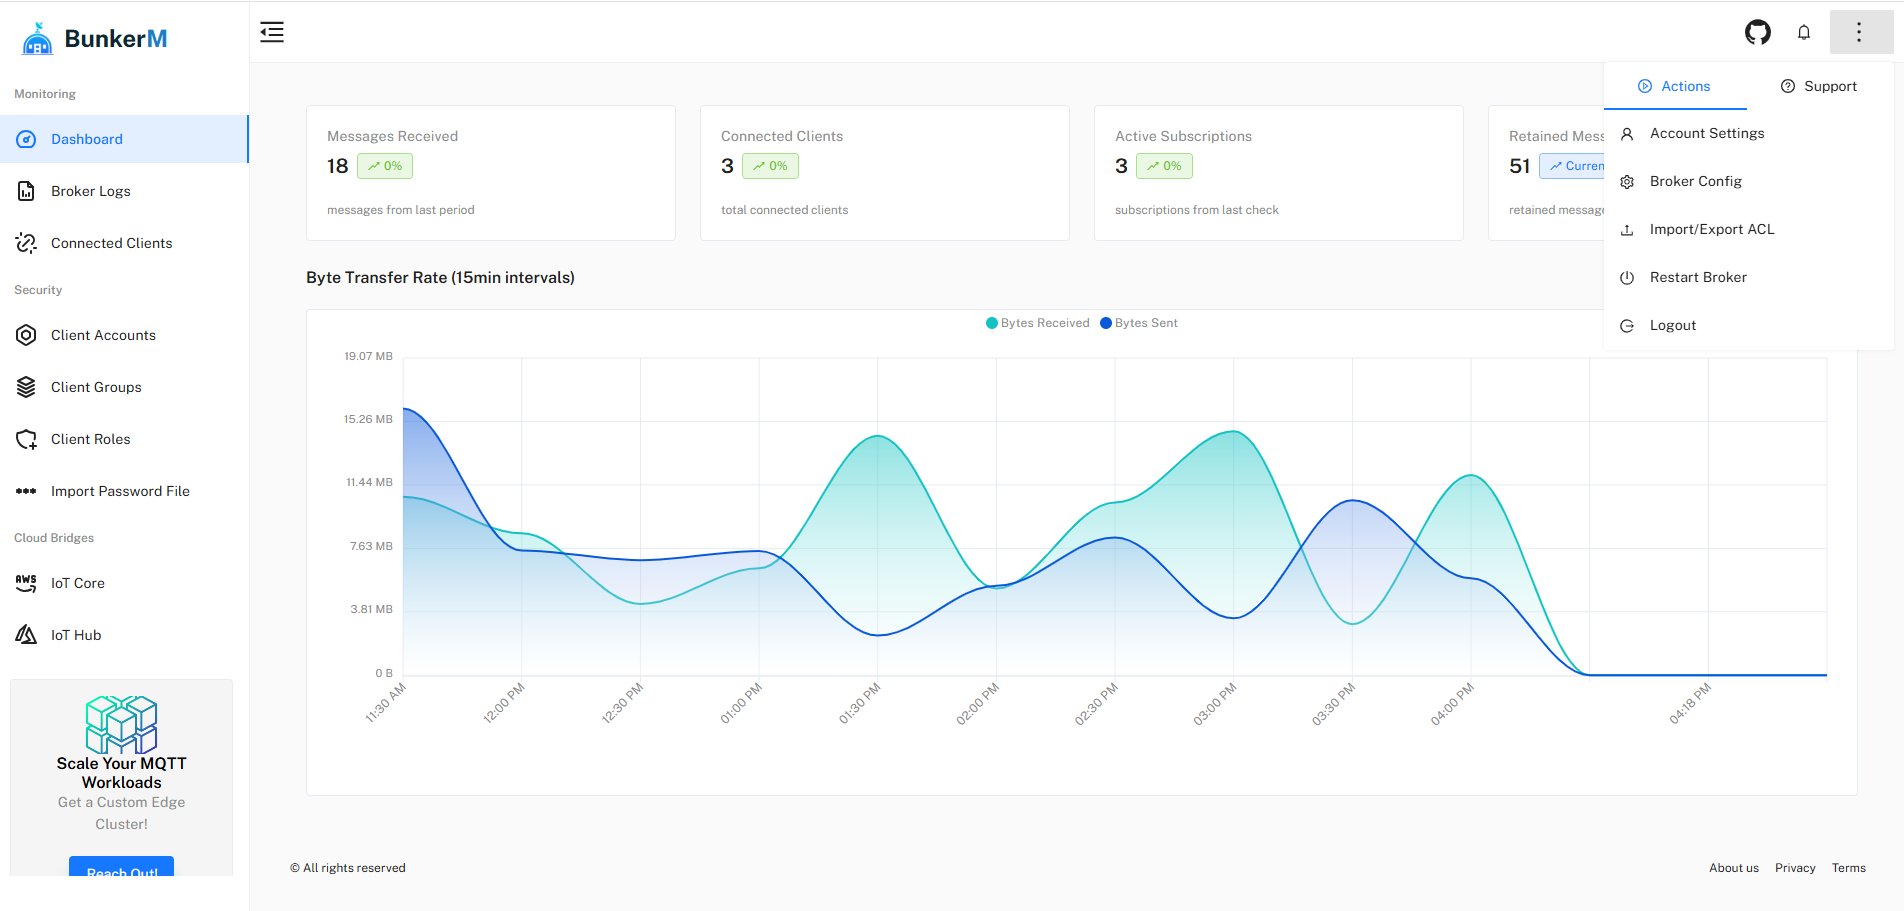 BunkerM
Monitoring
Dashboard
Broker Logs
Connected Clients
Security
Client Accounts
Client Groups
Client Roles
Import Password File
Cloud Bridges
aws IoT Core
IoT Hub
Scale Your MQTT
Workloads
Get a Custom Edge
Cluster!
Reach Out!
Actions Support
Account Settings
Broker Config
Import/Export ACL
Restart Broker
Logout
Messages Received
18 0%
messages from last period
Connected Clients
3 0%
total connected clients
Active Subscriptions
3 0%
subscriptions from last check
Retained Mess
51 Curren
retained message
Byte Transfer Rate (15min intervals)
Bytes Received Bytes Sent
19.07 MB
15.26 MB
11.44 MB
7.63 MB
3.81 MB
0 B
11:30 AM 12:00 PM 12:30 PM 01:00 PM 01:30 PM 02:00 PM 02:30 PM 03:00 PM 03:30 PM 04:00 PM 04:18 PM
© All rights reserved
About us Privacy Terms